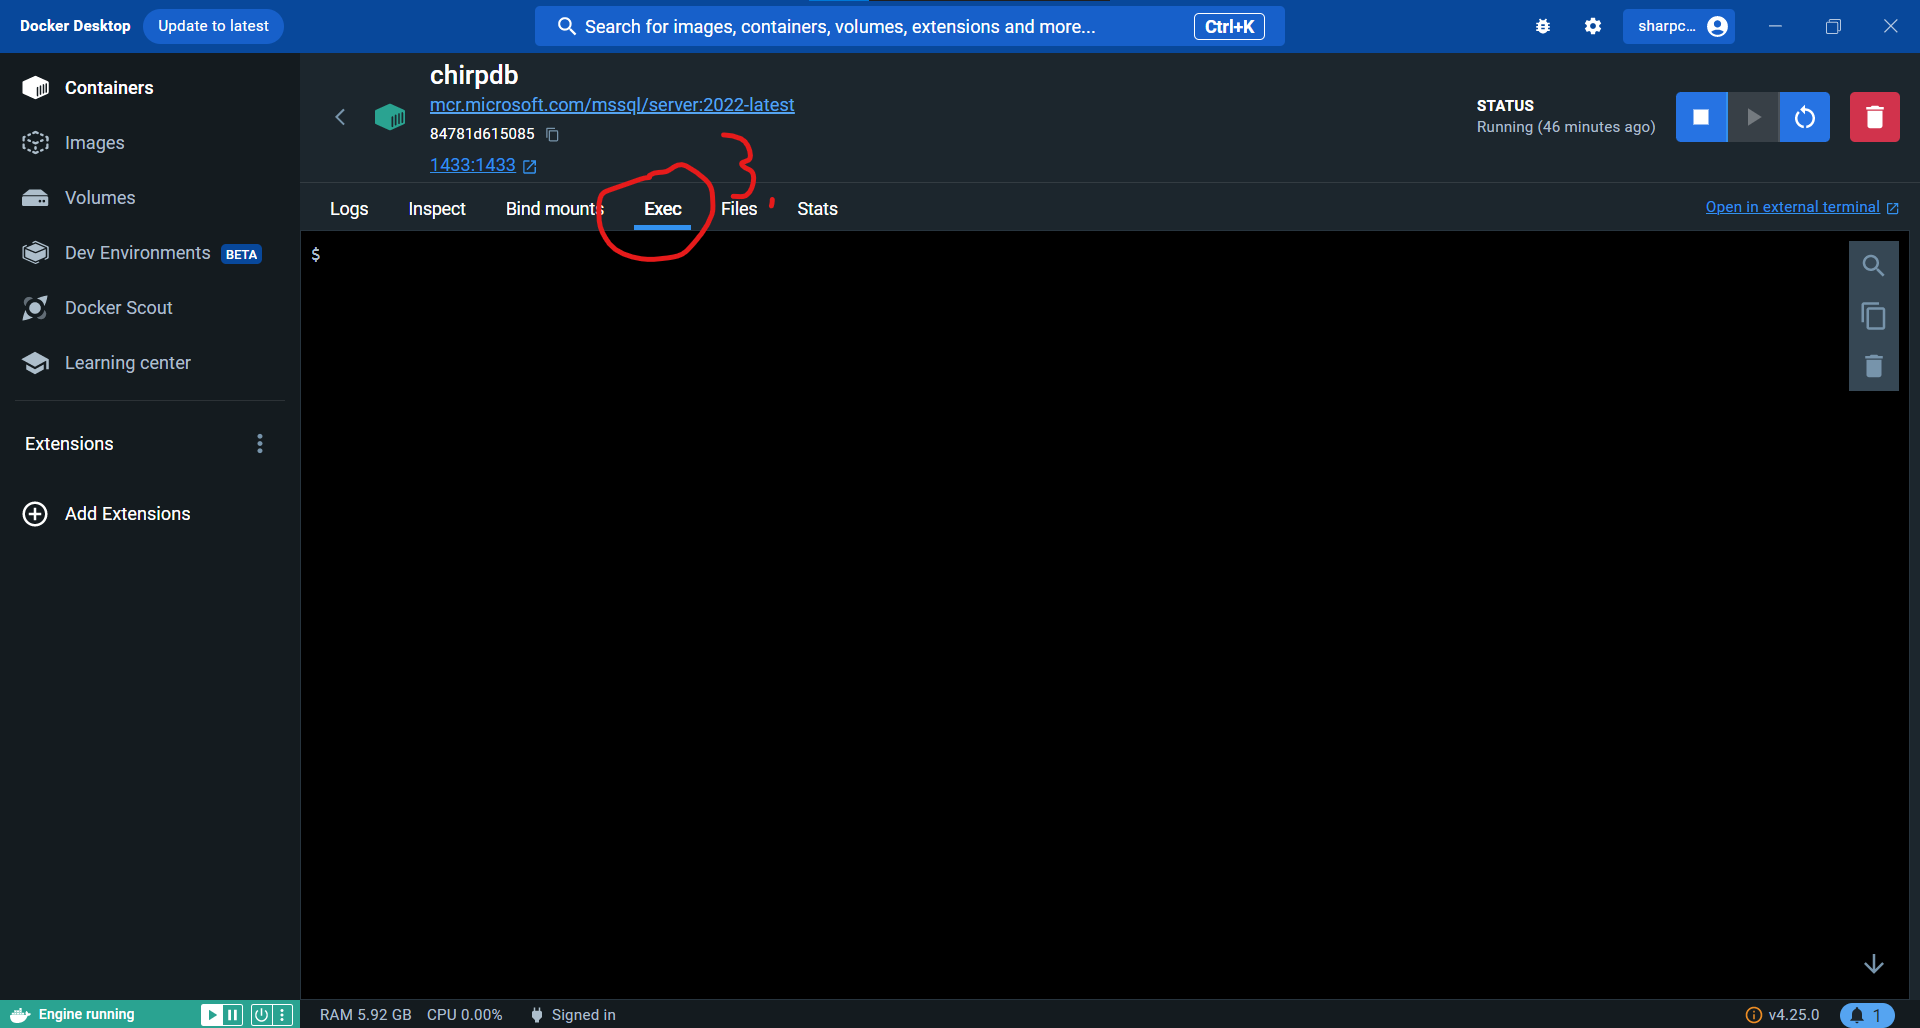 Docker Desktop Update to latest Search for images, containers, volumes, extensions and more... Ctrl+K sharpc...
Containers
Images
Volumes
Dev Environments BETA
Docker Scout
Learning center
Extensions
Add Extensions
chirpdb
mcr.microsoft.com/mssql/server:2022-latest
84781d615085
1433:1433
STATUS
Running (46 minutes ago)
3.
Logs Inspect Bind mounts Exec Files Stats Open in external terminal
$
Engine running RAM 5.92 GB CPU 0.00% Signed in v4.25.0 1